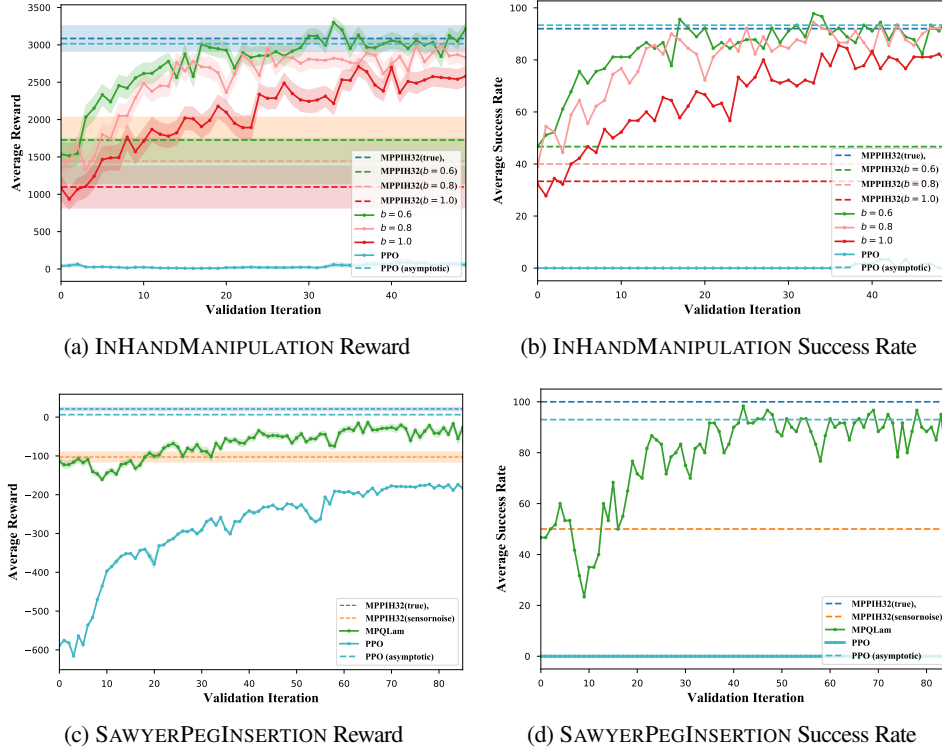 3500
3000
2500
2000
1500
1000
500
0
Average Reward
0 10 20 30 40
Validation Iteration
MPPIH32(true),
MPPIH32(b = 0.6)
MPPIH32(b = 0.8)
MPPIH32(b = 1.0)
b = 0.6
b = 0.8
b = 1.0
PPO
PPO (asymptotic)
(a) INHANDMANIPULATION Reward
100
80
60
40
20
0
Average Success Rate
0 10 20 30 40
Validation Iteration
MPPIH32(true),
MPPIH32(b = 0.6)
MPPIH32(b = 0.8)
MPPIH32(b = 1.0)
b = 0.6
b = 0.8
b = 1.0
PPO
PPO (asymptotic)
(b) INHANDMANIPULATION Success Rate
0
−100
−200
−300
−400
−500
−600
Average Reward
0 20 40 60 80
Validation Iteration
MPPIH32(true),
MPPIH32(sensornoise)
MPQLam
PPO
PPO (asymptotic)
(c) SAWYERPEGINSERTION Reward
100
80
60
40
20
0
Average Success Rate
0 10 20 30 40 50 60 70 80
Validation Iteration
MPPIH32(true),
MPPIH32(sensornoise)
MPQLam
PPO
PPO (asymptotic)
(d) SAWYERPEGINSERTION Success Rate